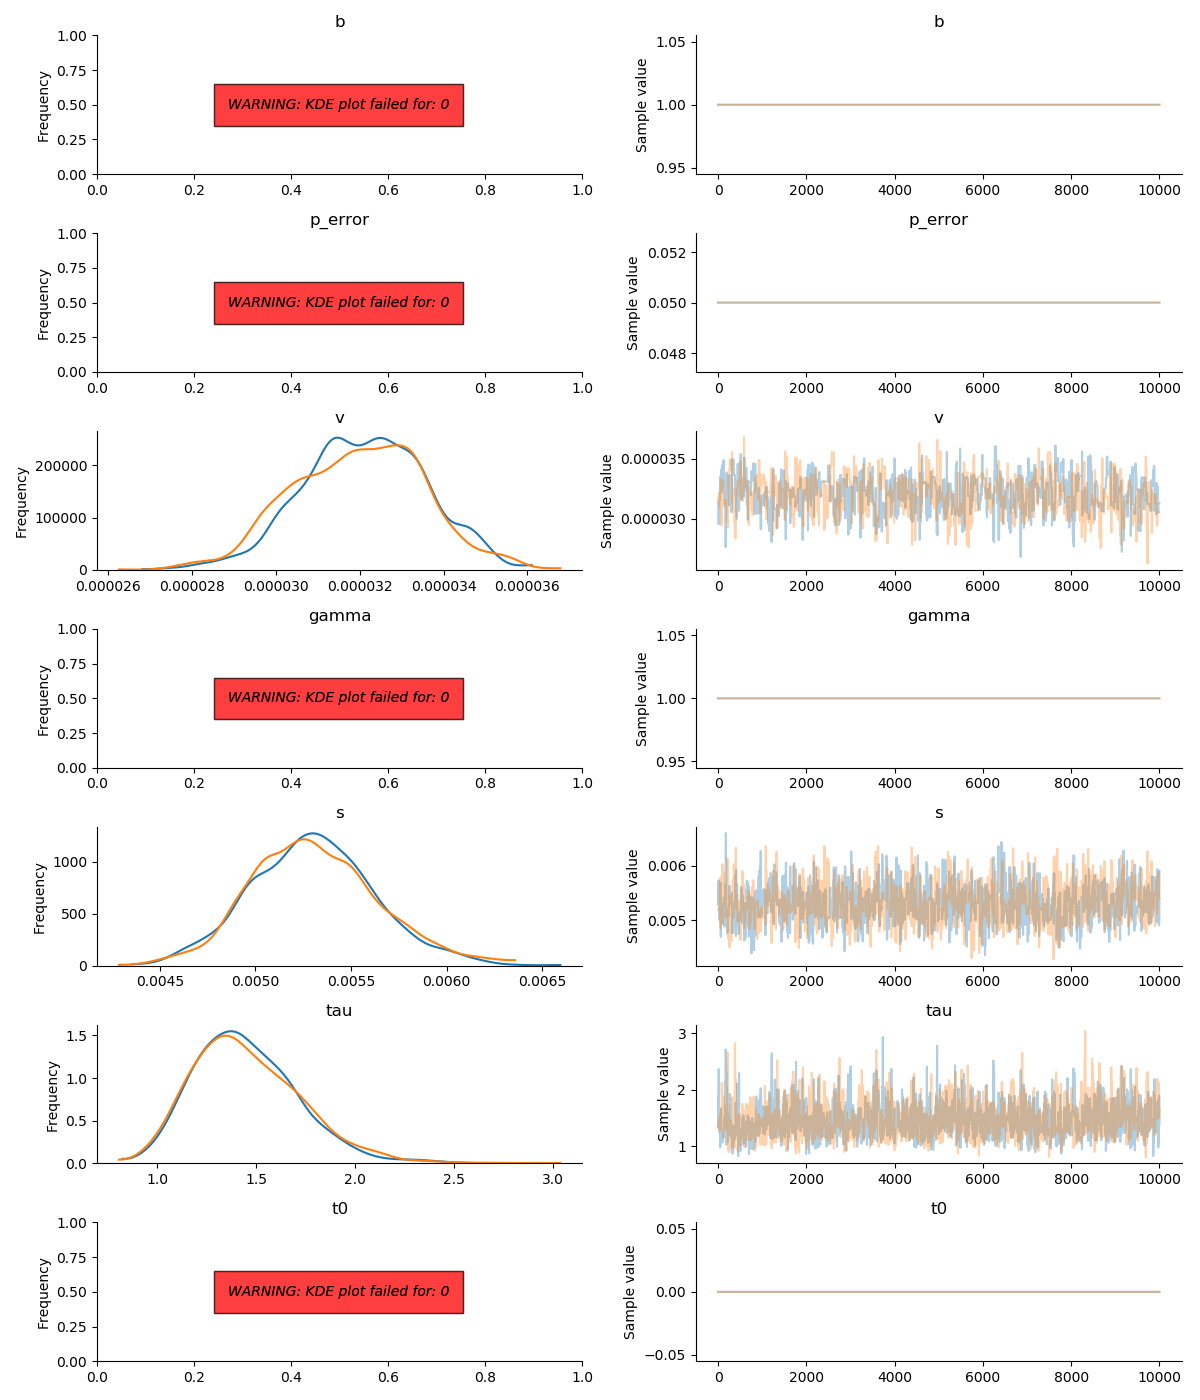 b
b
1.00
0.75
0.50
0.25
0.00
Frequency
WARNING: KDE plot failed for: 0
0.0 0.2 0.4 0.6 0.8 1.0
1.05
1.00
0.95
Sample value
0 2000 4000 6000 8000 10000
p_error
p_error
1.00
0.75
0.50
0.25
0.00
Frequency
WARNING: KDE plot failed for: 0
0.0 0.2 0.4 0.6 0.8 1.0
0.052
0.050
0.048
Sample value
0 2000 4000 6000 8000 10000
v
v
200000
100000
0
Frequency
0.000026 0.000028 0.000030 0.000032 0.000034 0.000036
0.000035
0.000030
Sample value
0 2000 4000 6000 8000 10000
gamma
gamma
1.00
0.75
0.50
0.25
0.00
Frequency
WARNING: KDE plot failed for: 0
0.0 0.2 0.4 0.6 0.8 1.0
1.05
1.00
0.95
Sample value
0 2000 4000 6000 8000 10000
s
s
1000
500
0
Frequency
0.0045 0.0050 0.0055 0.0060 0.0065
0.006
0.005
Sample value
0 2000 4000 6000 8000 10000
tau
tau
1.5
1.0
0.5
0.0
Frequency
1.0 1.5 2.0 2.5 3.0
3
2
1
Sample value
0 2000 4000 6000 8000 10000
t0
t0
1.00
0.75
0.50
0.25
0.00
Frequency
WARNING: KDE plot failed for: 0
0.0 0.2 0.4 0.6 0.8 1.0
0.05
0.00
−0.05
Sample value
0 2000 4000 6000 8000 10000